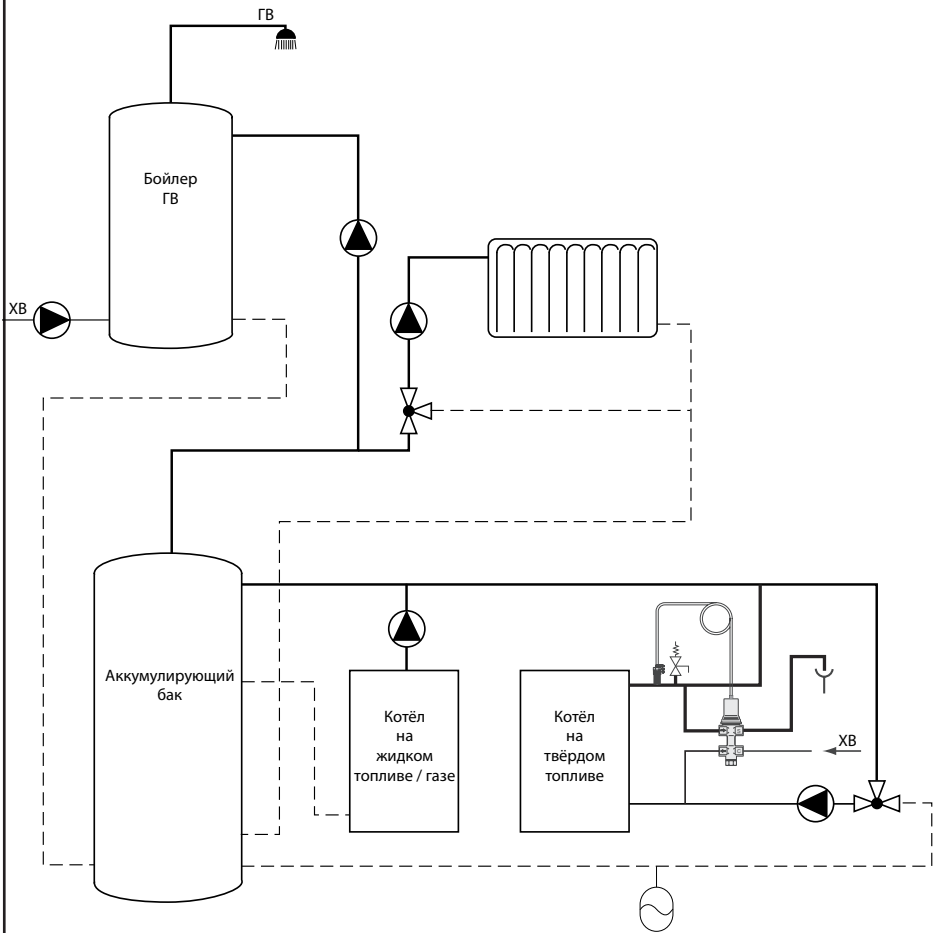 ГВ
Бойлер
ГВ
ХВ
Аккумулирующий
бак
Котёл
на
жидком
топливе / газе
Котёл
на
твёрдом
топливе
ХВ